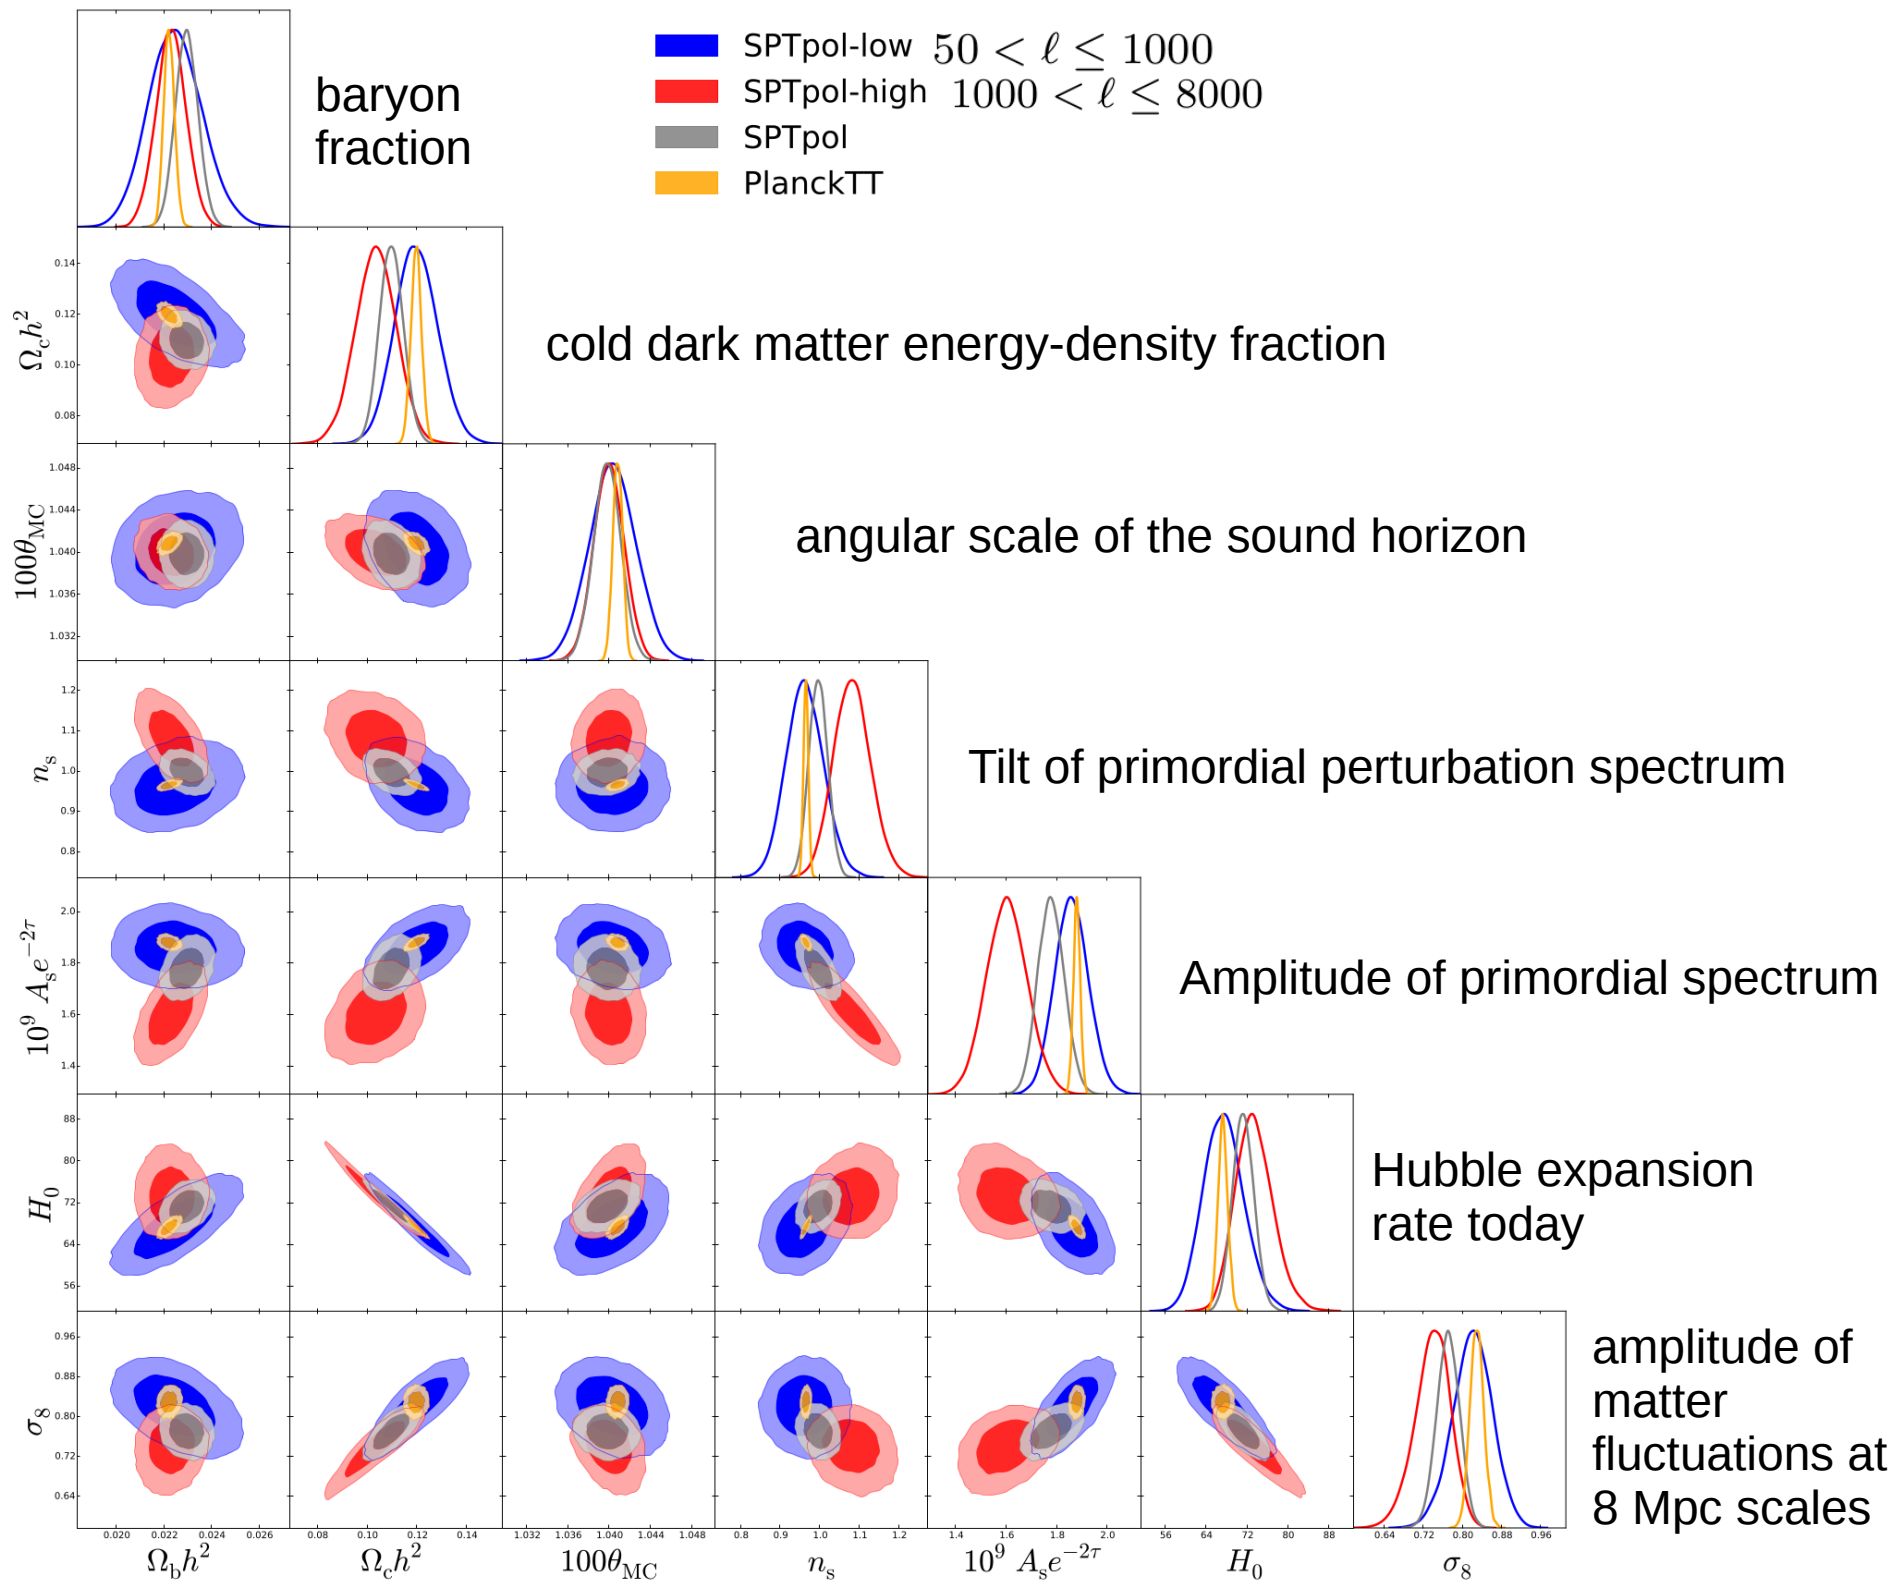 SPTpol-low 50 < ℓ ≤ 1000
SPTpol-high 1000 < ℓ ≤ 8000
SPTpol
PlanckTT
baryon
fraction
0.14
0.12
0.10
0.08
Ω_c h²
cold dark matter energy-density fraction
1.048
1.044
1.040
1.036
1.032
100θ_MC
angular scale of the sound horizon
1.2
1.1
1.0
0.9
0.8
n_s
Tilt of primordial perturbation spectrum
2.0
1.8
1.6
1.4
10⁹ A_s e^{−2τ}
Amplitude of primordial spectrum
88
80
72
64
56
H_0
Hubble expansion
rate today
0.96
0.88
0.80
0.72
0.64
σ_8
amplitude of
matter
fluctuations at
8 Mpc scales
0.020 0.022 0.024 0.026 0.08 0.10 0.12 0.14 1.032 1.036 1.040 1.044 1.048 0.8 0.9 1.0 1.1 1.2 1.4 1.6 1.8 2.0 56 64 72 80 88 0.64 0.72 0.80 0.88 0.96
Ω_b h² Ω_c h² 100θ_MC n_s 10⁹ A_s e^{−2τ} H_0 σ_8